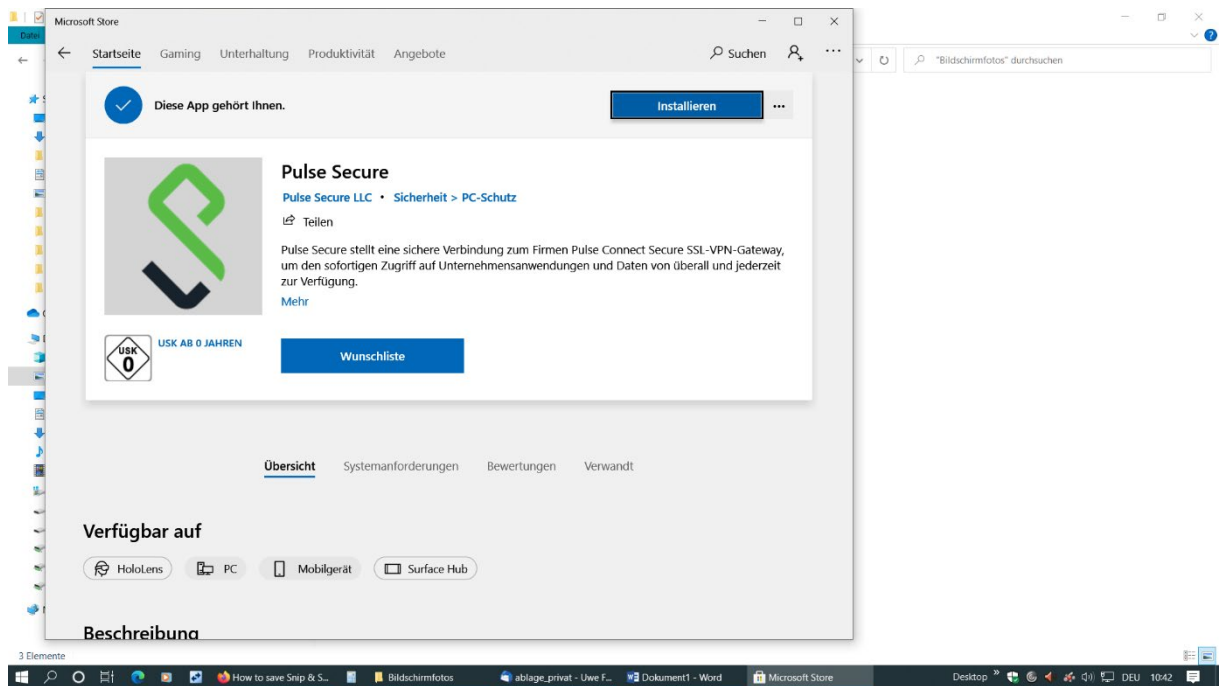 Microsoft Store
Datei
Startseite Gaming Unterhaltung Produktivität Angebote Suchen
"Bildschirmfotos" durchsuchen
Diese App gehört Ihnen.
Installieren
Pulse Secure
Pulse Secure LLC • Sicherheit > PC-Schutz
Teilen
Pulse Secure stellt eine sichere Verbindung zum Firmen Pulse Connect Secure SSL-VPN-Gateway,
um den sofortigen Zugriff auf Unternehmensanwendungen und Daten von überall und jederzeit
zur Verfügung.
Mehr
USK
0
USK AB 0 JAHREN
Wunschliste
Übersicht Systemanforderungen Bewertungen Verwandt
Verfügbar auf
HoloLens PC Mobilgerät Surface Hub
Beschreibung
3 Elemente
How to save Snip & S... Bildschirmfotos ablage_privat - Uwe F... Dokument1 - Word Microsoft Store Desktop DEU 10:42